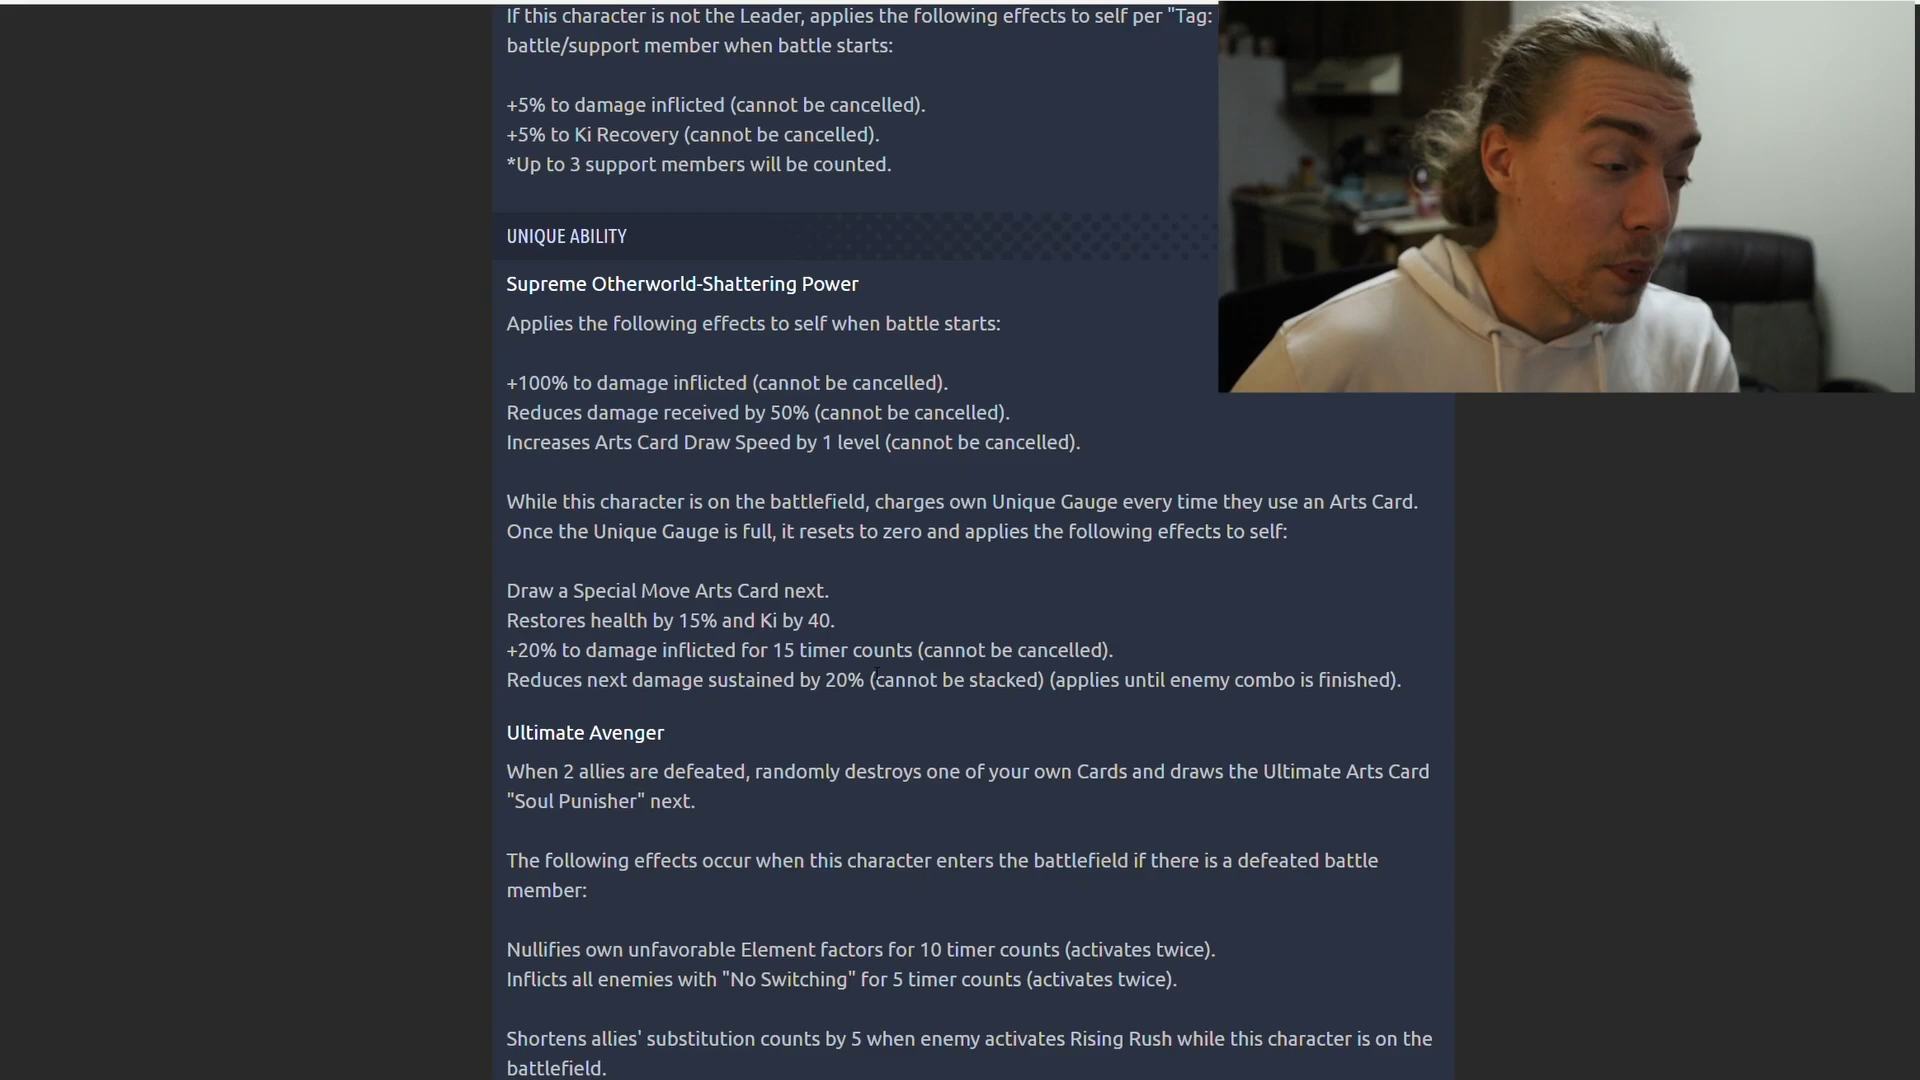 If this character is not the Leader, applies the following effects to self per "Tag:
battle/support member when battle starts:
+5% to damage inflicted (cannot be cancelled).
+5% to Ki Recovery (cannot be cancelled).
*Up to 3 support members will be counted.
UNIQUE ABILITY
Supreme Otherworld-Shattering Power
Applies the following effects to self when battle starts:
+100% to damage inflicted (cannot be cancelled).
Reduces damage received by 50% (cannot be cancelled).
Increases Arts Card Draw Speed by 1 level (cannot be cancelled).
While this character is on the battlefield, charges own Unique Gauge every time they use an Arts Card.
Once the Unique Gauge is full, it resets to zero and applies the following effects to self:
Draw a Special Move Arts Card next.
Restores health by 15% and Ki by 40.
+20% to damage inflicted for 15 timer counts (cannot be cancelled).
Reduces next damage sustained by 20% (cannot be stacked) (applies until enemy combo is finished).
Ultimate Avenger
When 2 allies are defeated, randomly destroys one of your own Cards and draws the Ultimate Arts Card
"Soul Punisher" next.
The following effects occur when this character enters the battlefield if there is a defeated battle
member:
Nullifies own unfavorable Element factors for 10 timer counts (activates twice).
Inflicts all enemies with "No Switching" for 5 timer counts (activates twice).
Shortens allies' substitution counts by 5 when enemy activates Rising Rush while this character is on the
battlefield.